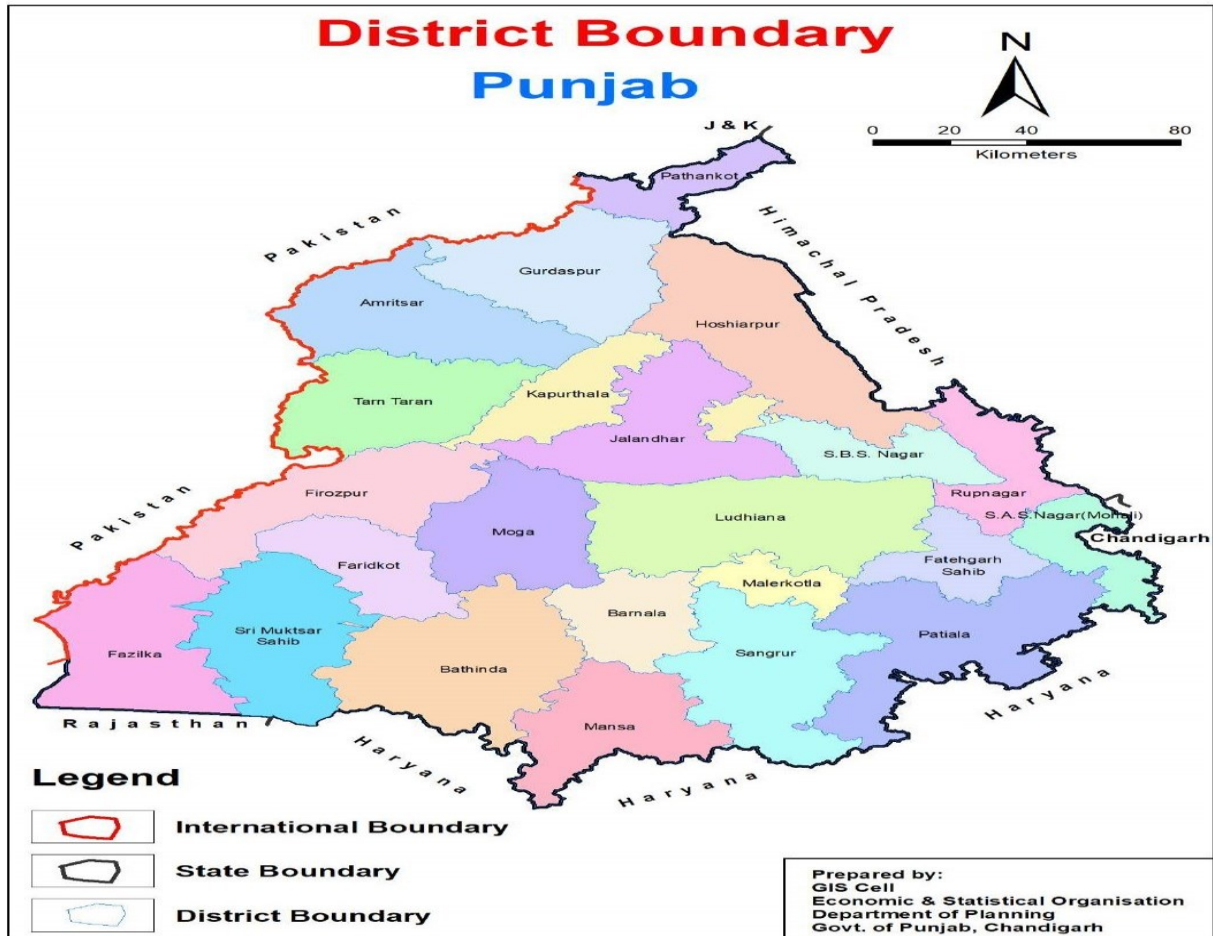 District Boundary
Punjab
N
J & K
0 20 40 80
Kilometers
Pathankot
Pakistan
Himachal Pradesh
Gurdaspur
Amritsar
Hoshiarpur
Kapurthala
Tarn Taran
Jalandhar
S.B.S. Nagar
Pakistan
Firozpur
Rupnagar
Moga
Ludhiana
S.A.S.Nagar(Mohali)
Chandigarh
Faridkot
Fatehgarh
Sahib
Malerkotla
Barnala
Sri Muktsar
Sahib
Patiala
Fazilka
Bathinda
Sangrur
Haryana
Rajasthan
Mansa
Haryana
Haryana
Legend
International Boundary
State Boundary
District Boundary
Prepared by:
GIS Cell
Economic & Statistical Organisation
Department of Planning
Govt. of Punjab, Chandigarh